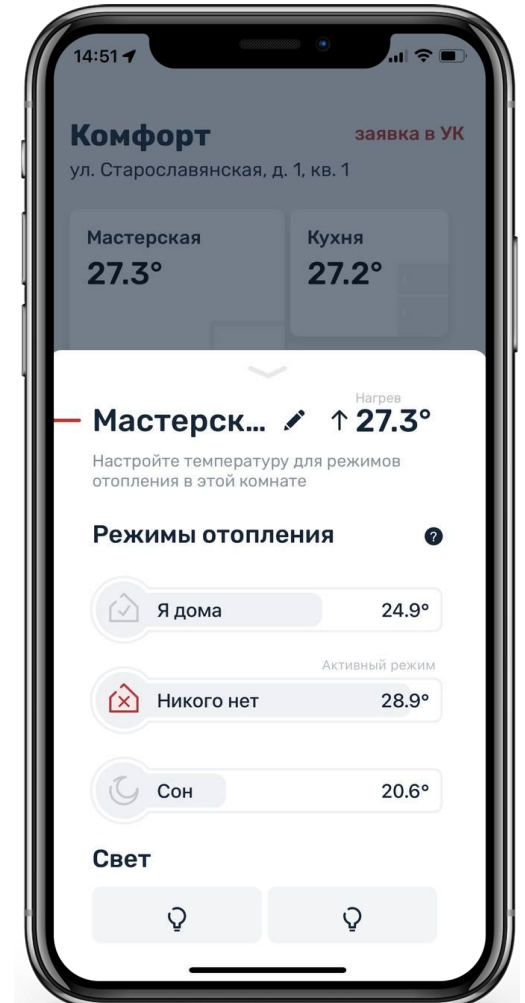 14:51
Комфорт
заявка в УК
ул. Старославянская, д. 1, кв. 1
Мастерская
27.3°
Кухня
27.2°
Мастерск...
Нагрев
↑ 27.3°
Настройте температуру для режимов
отопления в этой комнате
Режимы отопления
?
Я дома
24.9°
Активный режим
Никого нет
28.9°
Сон
20.6°
Свет